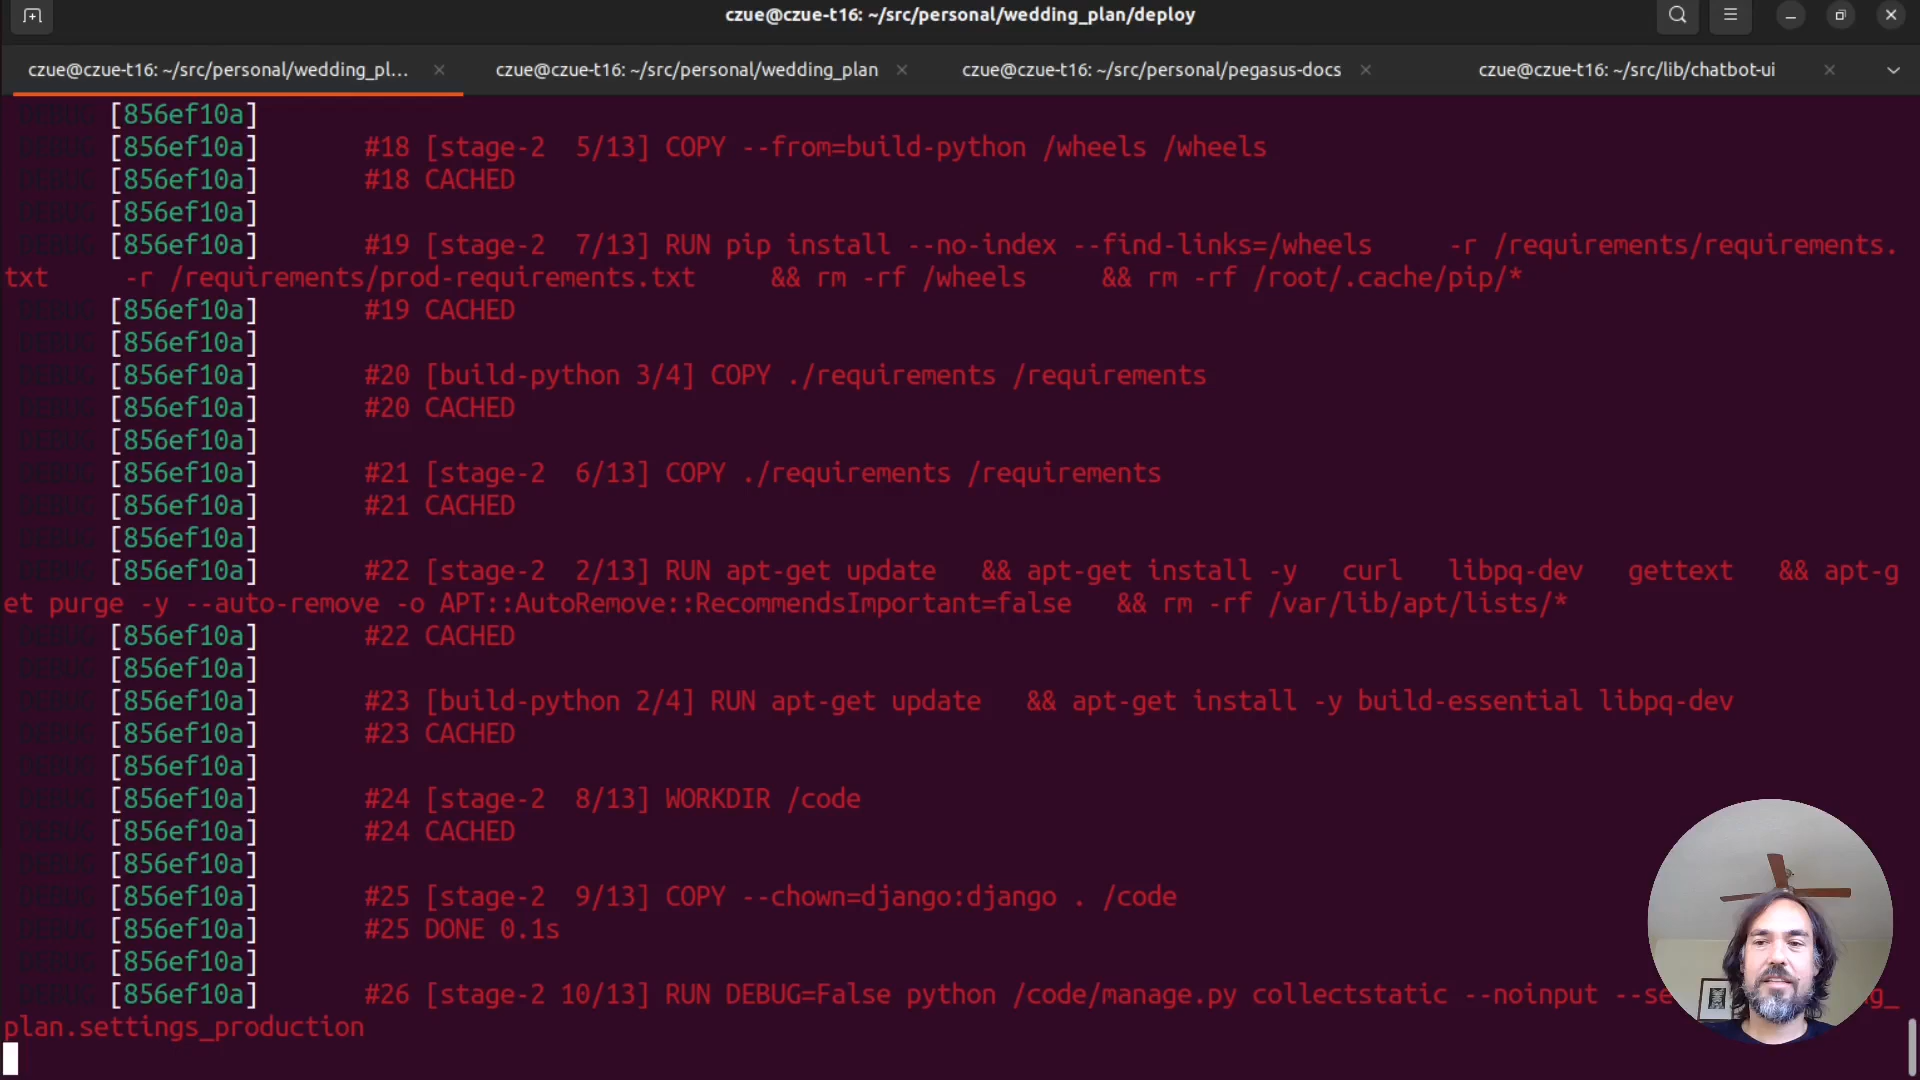 czue@czue-t16: ~/src/personal/wedding_plan/deploy
czue@czue-t16: ~/src/personal/wedding_pl... × czue@czue-t16: ~/src/personal/wedding_plan × czue@czue-t16: ~/src/personal/pegasus-docs × czue@czue-t16: ~/src/lib/chatbot-ui ×
DEBUG [856ef10a]
DEBUG [856ef10a] #18 [stage-2  5/13] COPY --from=build-python /wheels /wheels
DEBUG [856ef10a] #18 CACHED
DEBUG [856ef10a]
DEBUG [856ef10a] #19 [stage-2  7/13] RUN pip install --no-index --find-links=/wheels     -r /requirements/requirements.
txt     -r /requirements/prod-requirements.txt     && rm -rf /wheels     && rm -rf /root/.cache/pip/*
DEBUG [856ef10a] #19 CACHED
DEBUG [856ef10a]
DEBUG [856ef10a] #20 [build-python 3/4] COPY ./requirements /requirements
DEBUG [856ef10a] #20 CACHED
DEBUG [856ef10a]
DEBUG [856ef10a] #21 [stage-2  6/13] COPY ./requirements /requirements
DEBUG [856ef10a] #21 CACHED
DEBUG [856ef10a]
DEBUG [856ef10a] #22 [stage-2  2/13] RUN apt-get update   && apt-get install -y   curl   libpq-dev   gettext   && apt-g
et purge -y --auto-remove -o APT::AutoRemove::RecommendsImportant=false   && rm -rf /var/lib/apt/lists/*
DEBUG [856ef10a] #22 CACHED
DEBUG [856ef10a]
DEBUG [856ef10a] #23 [build-python 2/4] RUN apt-get update   && apt-get install -y build-essential libpq-dev
DEBUG [856ef10a] #23 CACHED
DEBUG [856ef10a]
DEBUG [856ef10a] #24 [stage-2  8/13] WORKDIR /code
DEBUG [856ef10a] #24 CACHED
DEBUG [856ef10a]
DEBUG [856ef10a] #25 [stage-2  9/13] COPY --chown=django:django . /code
DEBUG [856ef10a] #25 DONE 0.1s
DEBUG [856ef10a]
DEBUG [856ef10a] #26 [stage-2 10/13] RUN DEBUG=False python /code/manage.py collectstatic --noinput --se
plan.settings_production